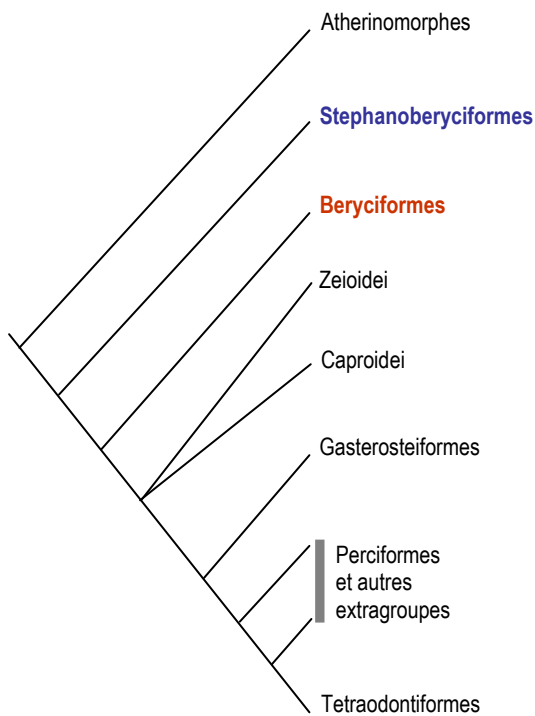 Atherinomorphes
Stephanoberyciformes
Beryciformes
Zeioidei
Caproidei
Gasterosteiformes
Perciformes
et autres
extragroupes
Tetraodontiformes